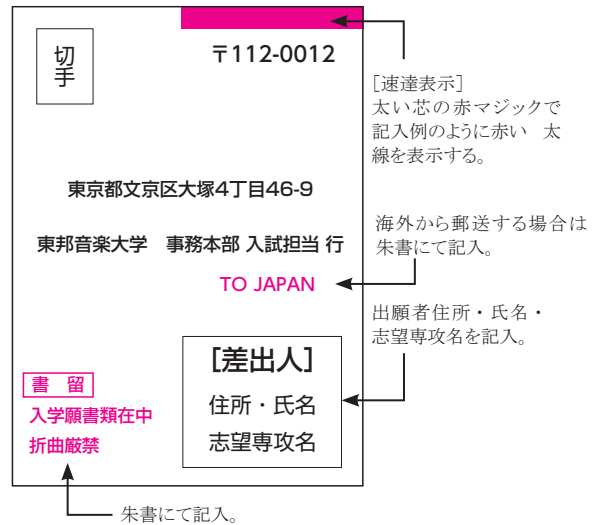 切手
〒112-0012
[速達表示]
太い芯の赤マジックで
記入例のように赤い 太
線を表示する。
東京都文京区大塚4丁目46-9
東邦音楽大学 事務本部 入試担当 行
海外から郵送する場合は
朱書にて記入。
TO JAPAN
出願者住所・氏名・
志望専攻名を記入。
[差出人]
住所・氏名
志望専攻名
書 留
入学願書類在中
折曲厳禁
朱書にて記入。